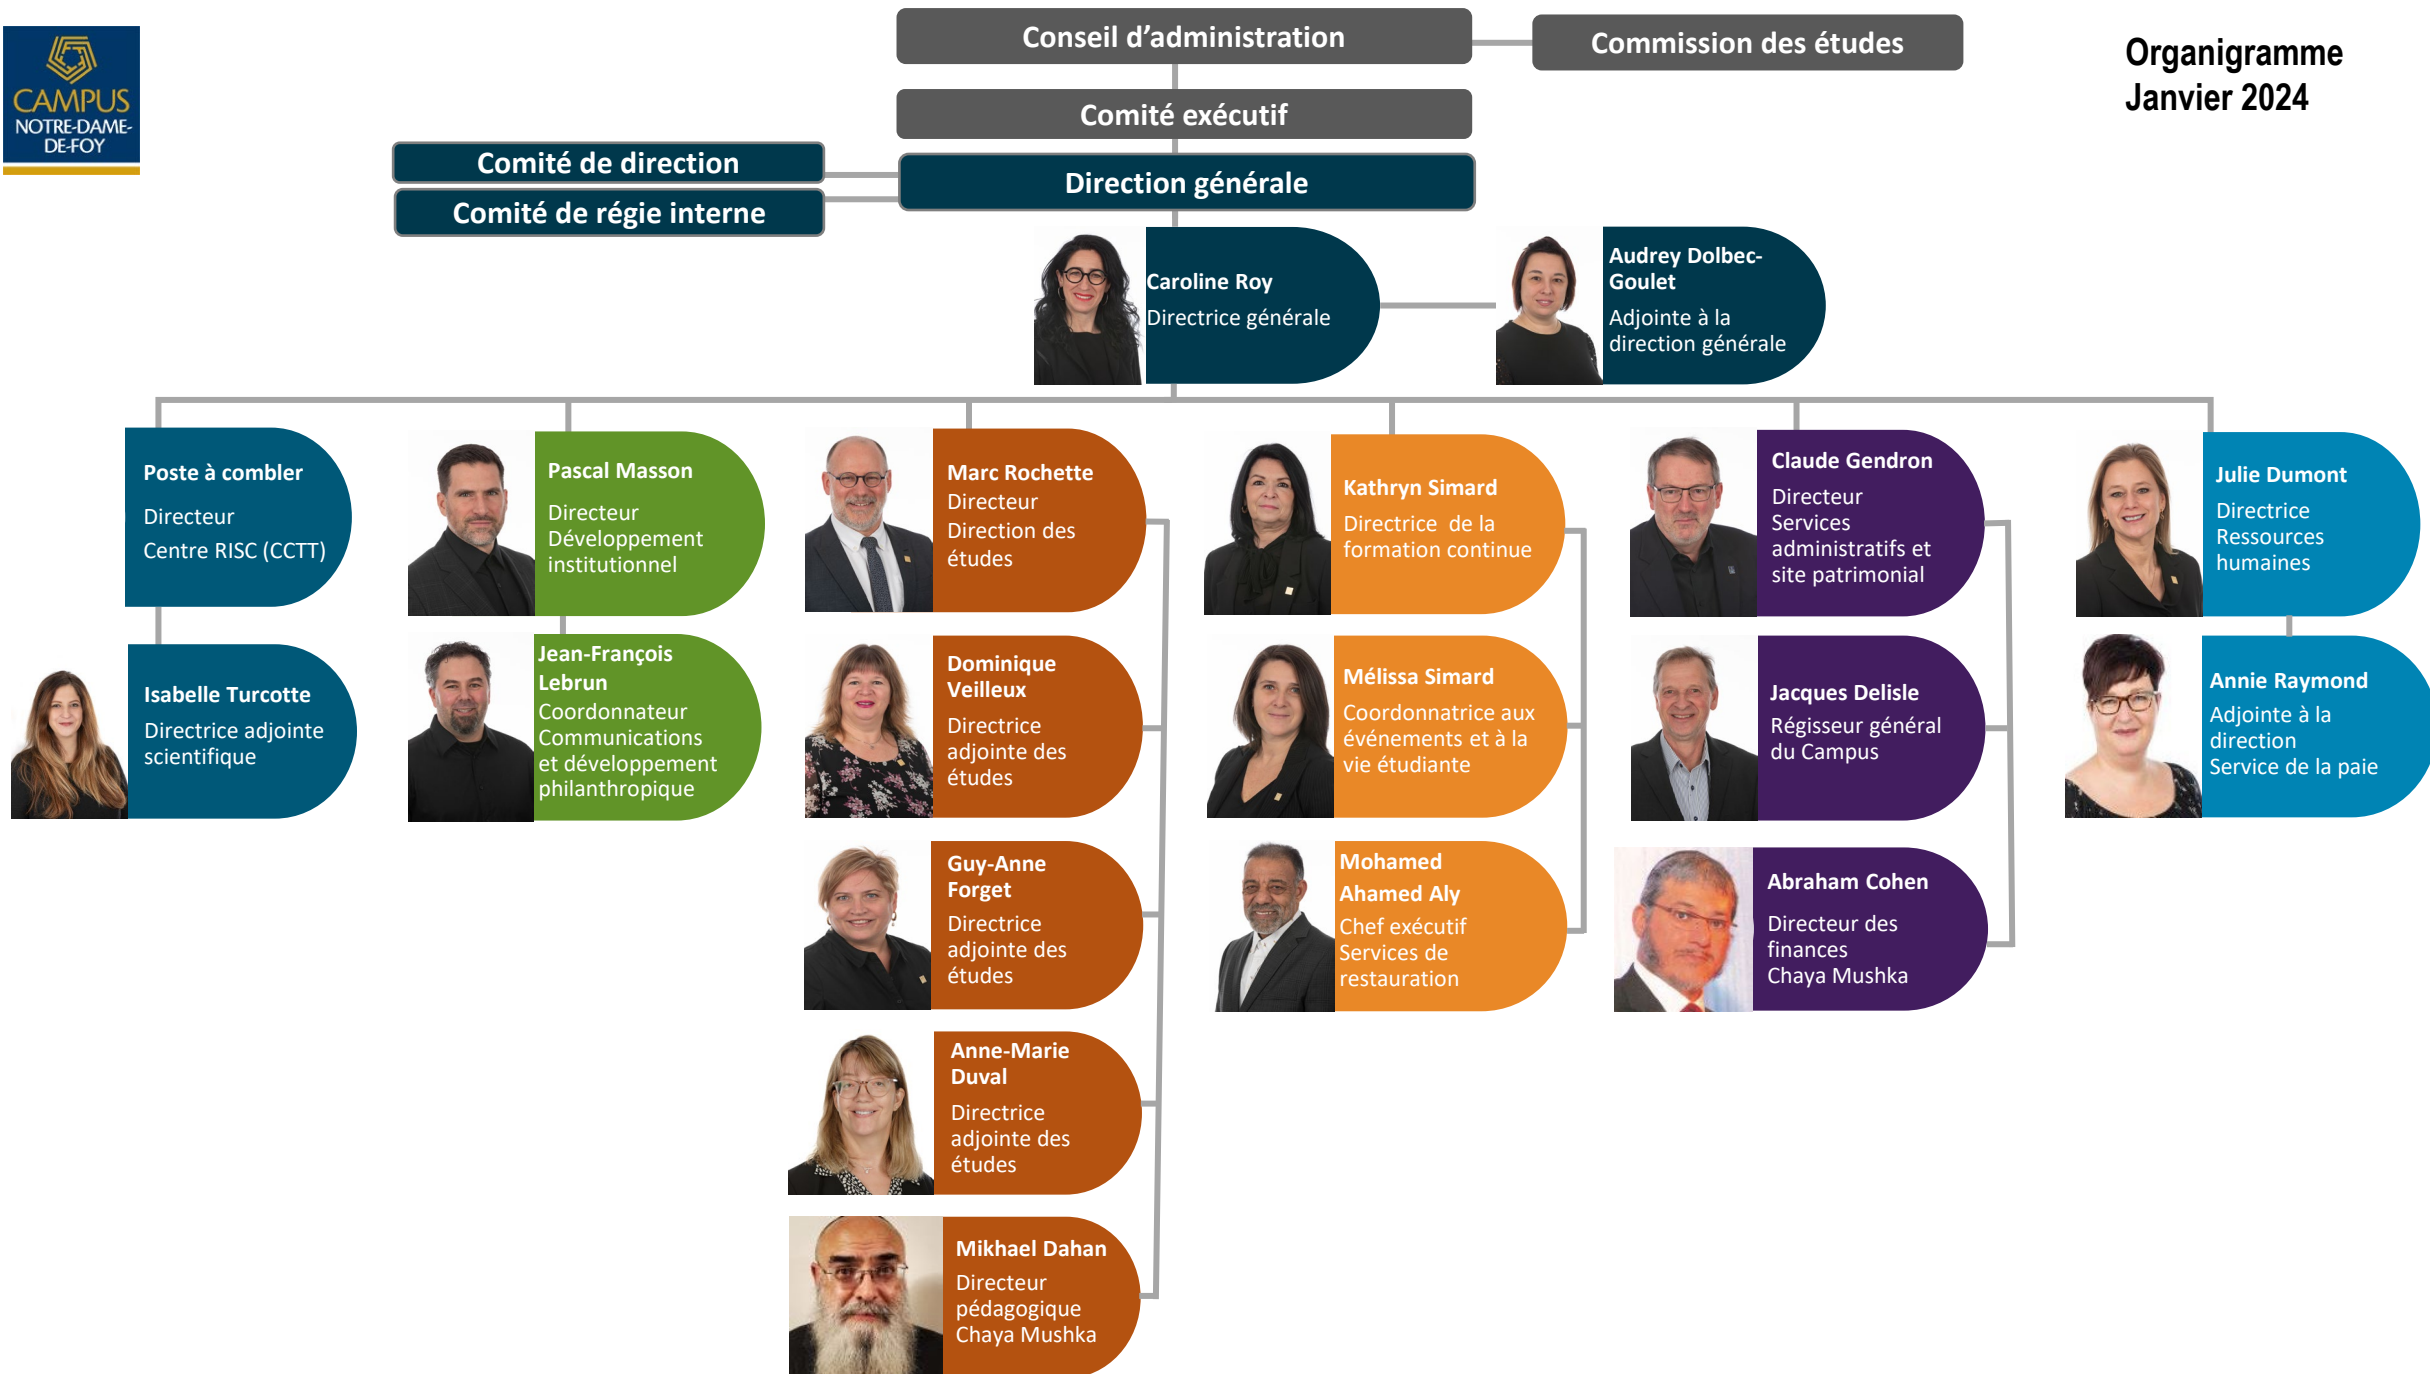 CAMPUS
NOTRE-DAME-
DE-FOY
Conseil d’administration
Commission des études
Organigramme
Janvier 2024
Comité exécutif
Comité de direction
Comité de régie interne
Direction générale
Caroline Roy
Directrice générale
Audrey Dolbec-
Goulet
Adjointe à la
direction générale
Poste à combler
Directeur
Centre RISC (CCTT)
Isabelle Turcotte
Directrice adjointe
scientifique
Pascal Masson
Directeur
Développement
institutionnel
Jean-François
Lebrun
Coordonnateur
Communications
et développement
philanthropique
Marc Rochette
Directeur
Direction des
études
Dominique
Veilleux
Directrice
adjointe des
études
Guy-Anne
Forget
Directrice
adjointe des
études
Anne-Marie
Duval
Directrice
adjointe des
études
Mikhael Dahan
Directeur
pédagogique
Chaya Mushka
Kathryn Simard
Directrice  de la
formation continue
Mélissa Simard
Coordonnatrice aux
événements et à la
vie étudiante
Mohamed
Ahamed Aly
Chef exécutif
Services de
restauration
Claude Gendron
Directeur
Services
administratifs et
site patrimonial
Jacques Delisle
Régisseur général
du Campus
Abraham Cohen
Directeur des
finances
Chaya Mushka
Julie Dumont
Directrice
Ressources
humaines
Annie Raymond
Adjointe à la
direction
Service de la paie